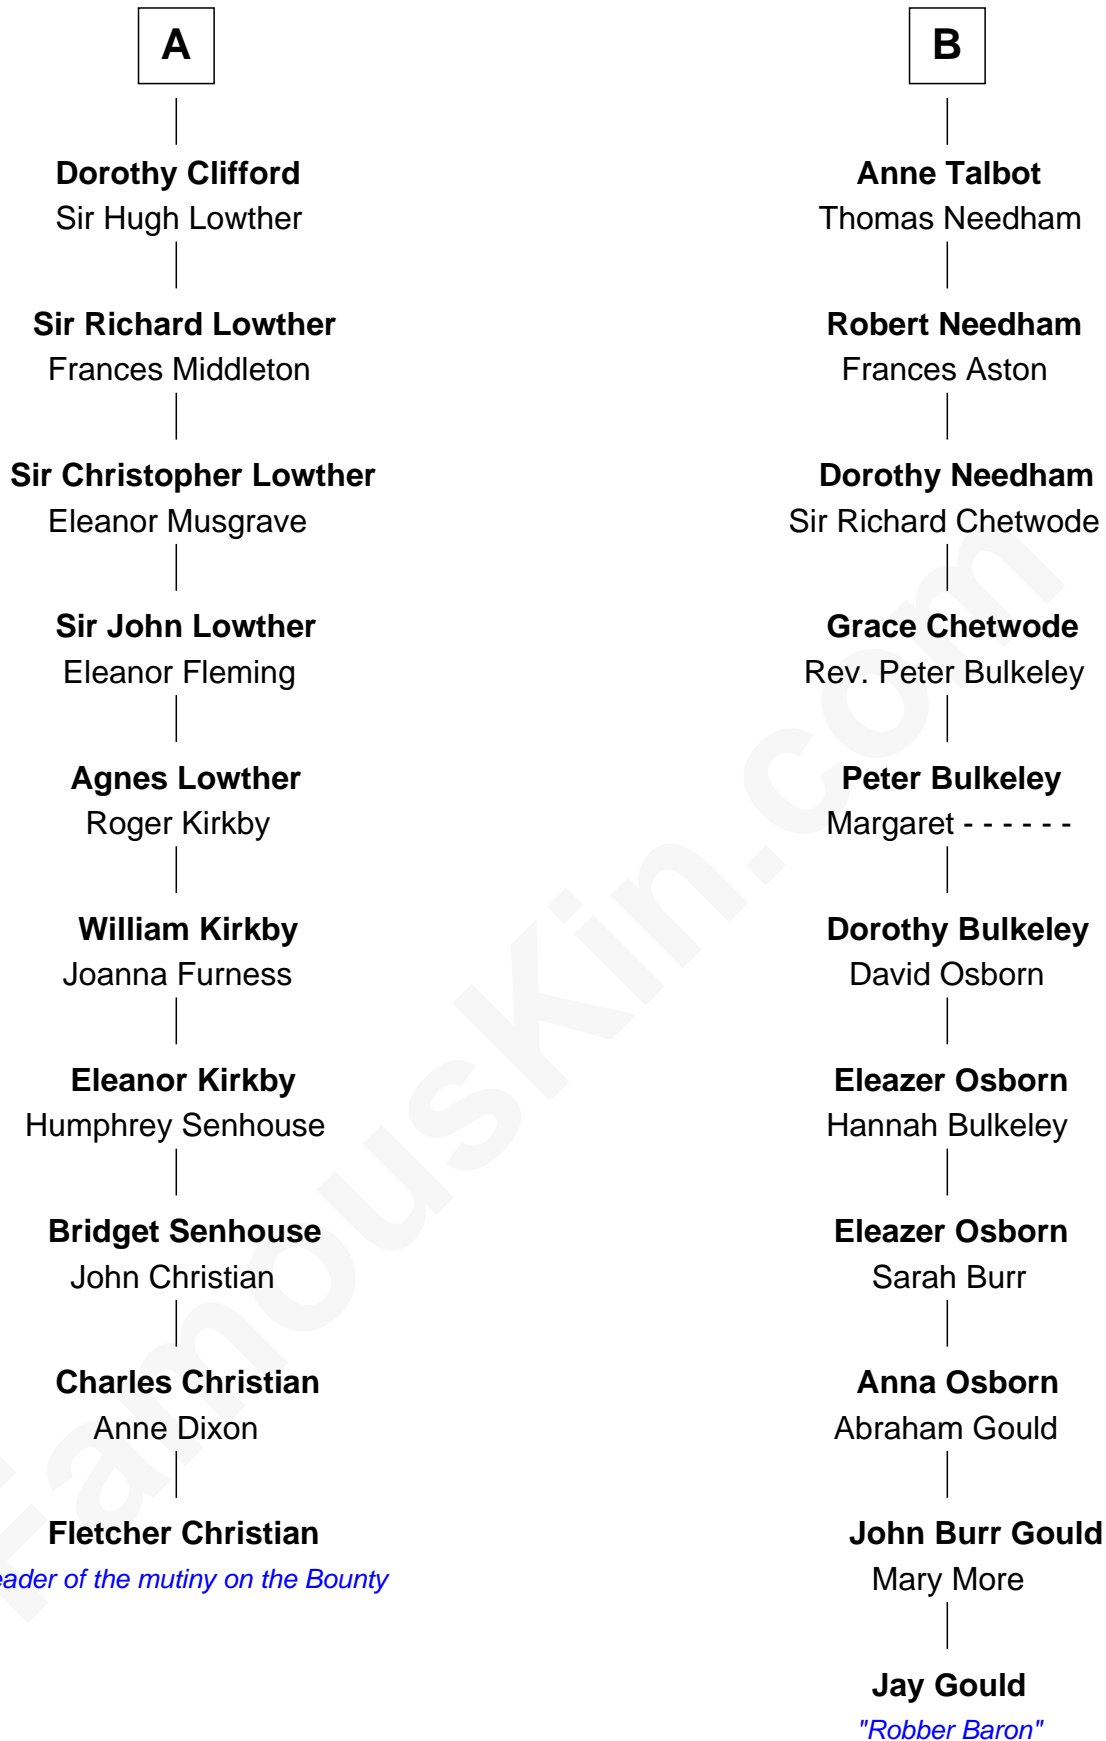 A
Dorothy Clifford
Sir Hugh Lowther
Sir Richard Lowther
Frances Middleton
Sir Christopher Lowther
Eleanor Musgrave
Sir John Lowther
Eleanor Fleming
Agnes Lowther
Roger Kirkby
William Kirkby
Joanna Furness
Eleanor Kirkby
Humphrey Senhouse
Bridget Senhouse
John Christian
Charles Christian
Anne Dixon
Fletcher Christian
eader of the mutiny on the Bounty
B
Anne Talbot
Thomas Needham
Robert Needham
Frances Aston
Dorothy Needham
Sir Richard Chetwode
Grace Chetwode
Rev. Peter Bulkeley
Peter Bulkeley
Margaret - - - - - -
Dorothy Bulkeley
David Osborn
Eleazer Osborn
Hannah Bulkeley
Eleazer Osborn
Sarah Burr
Anna Osborn
Abraham Gould
John Burr Gould
Mary More
Jay Gould
"Robber Baron"
FamousKin.com